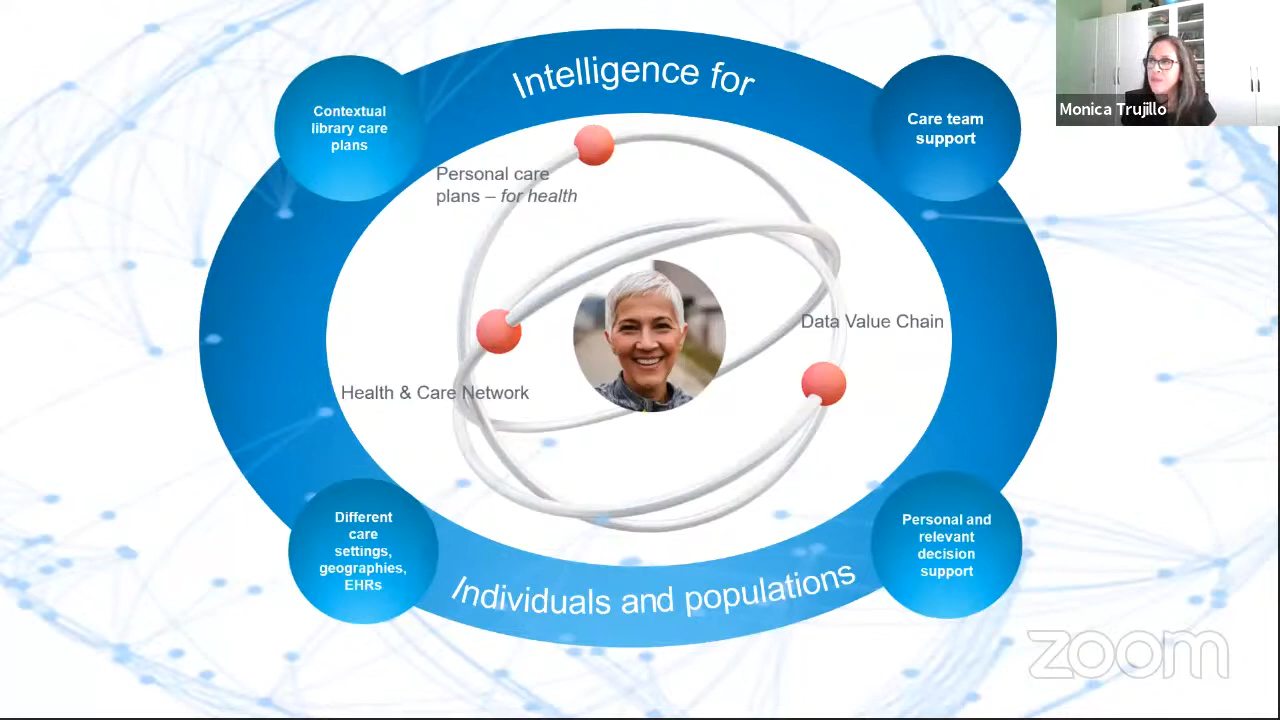 Intelligence for
Contextual
library care
plans
Care team
support
Monica Trujillo
Personal care
plans – for health
Data Value Chain
Health & Care Network
Different
care
settings,
geographies,
EHRs
Personal and
relevant
decision
support
Individuals and populations
zoom